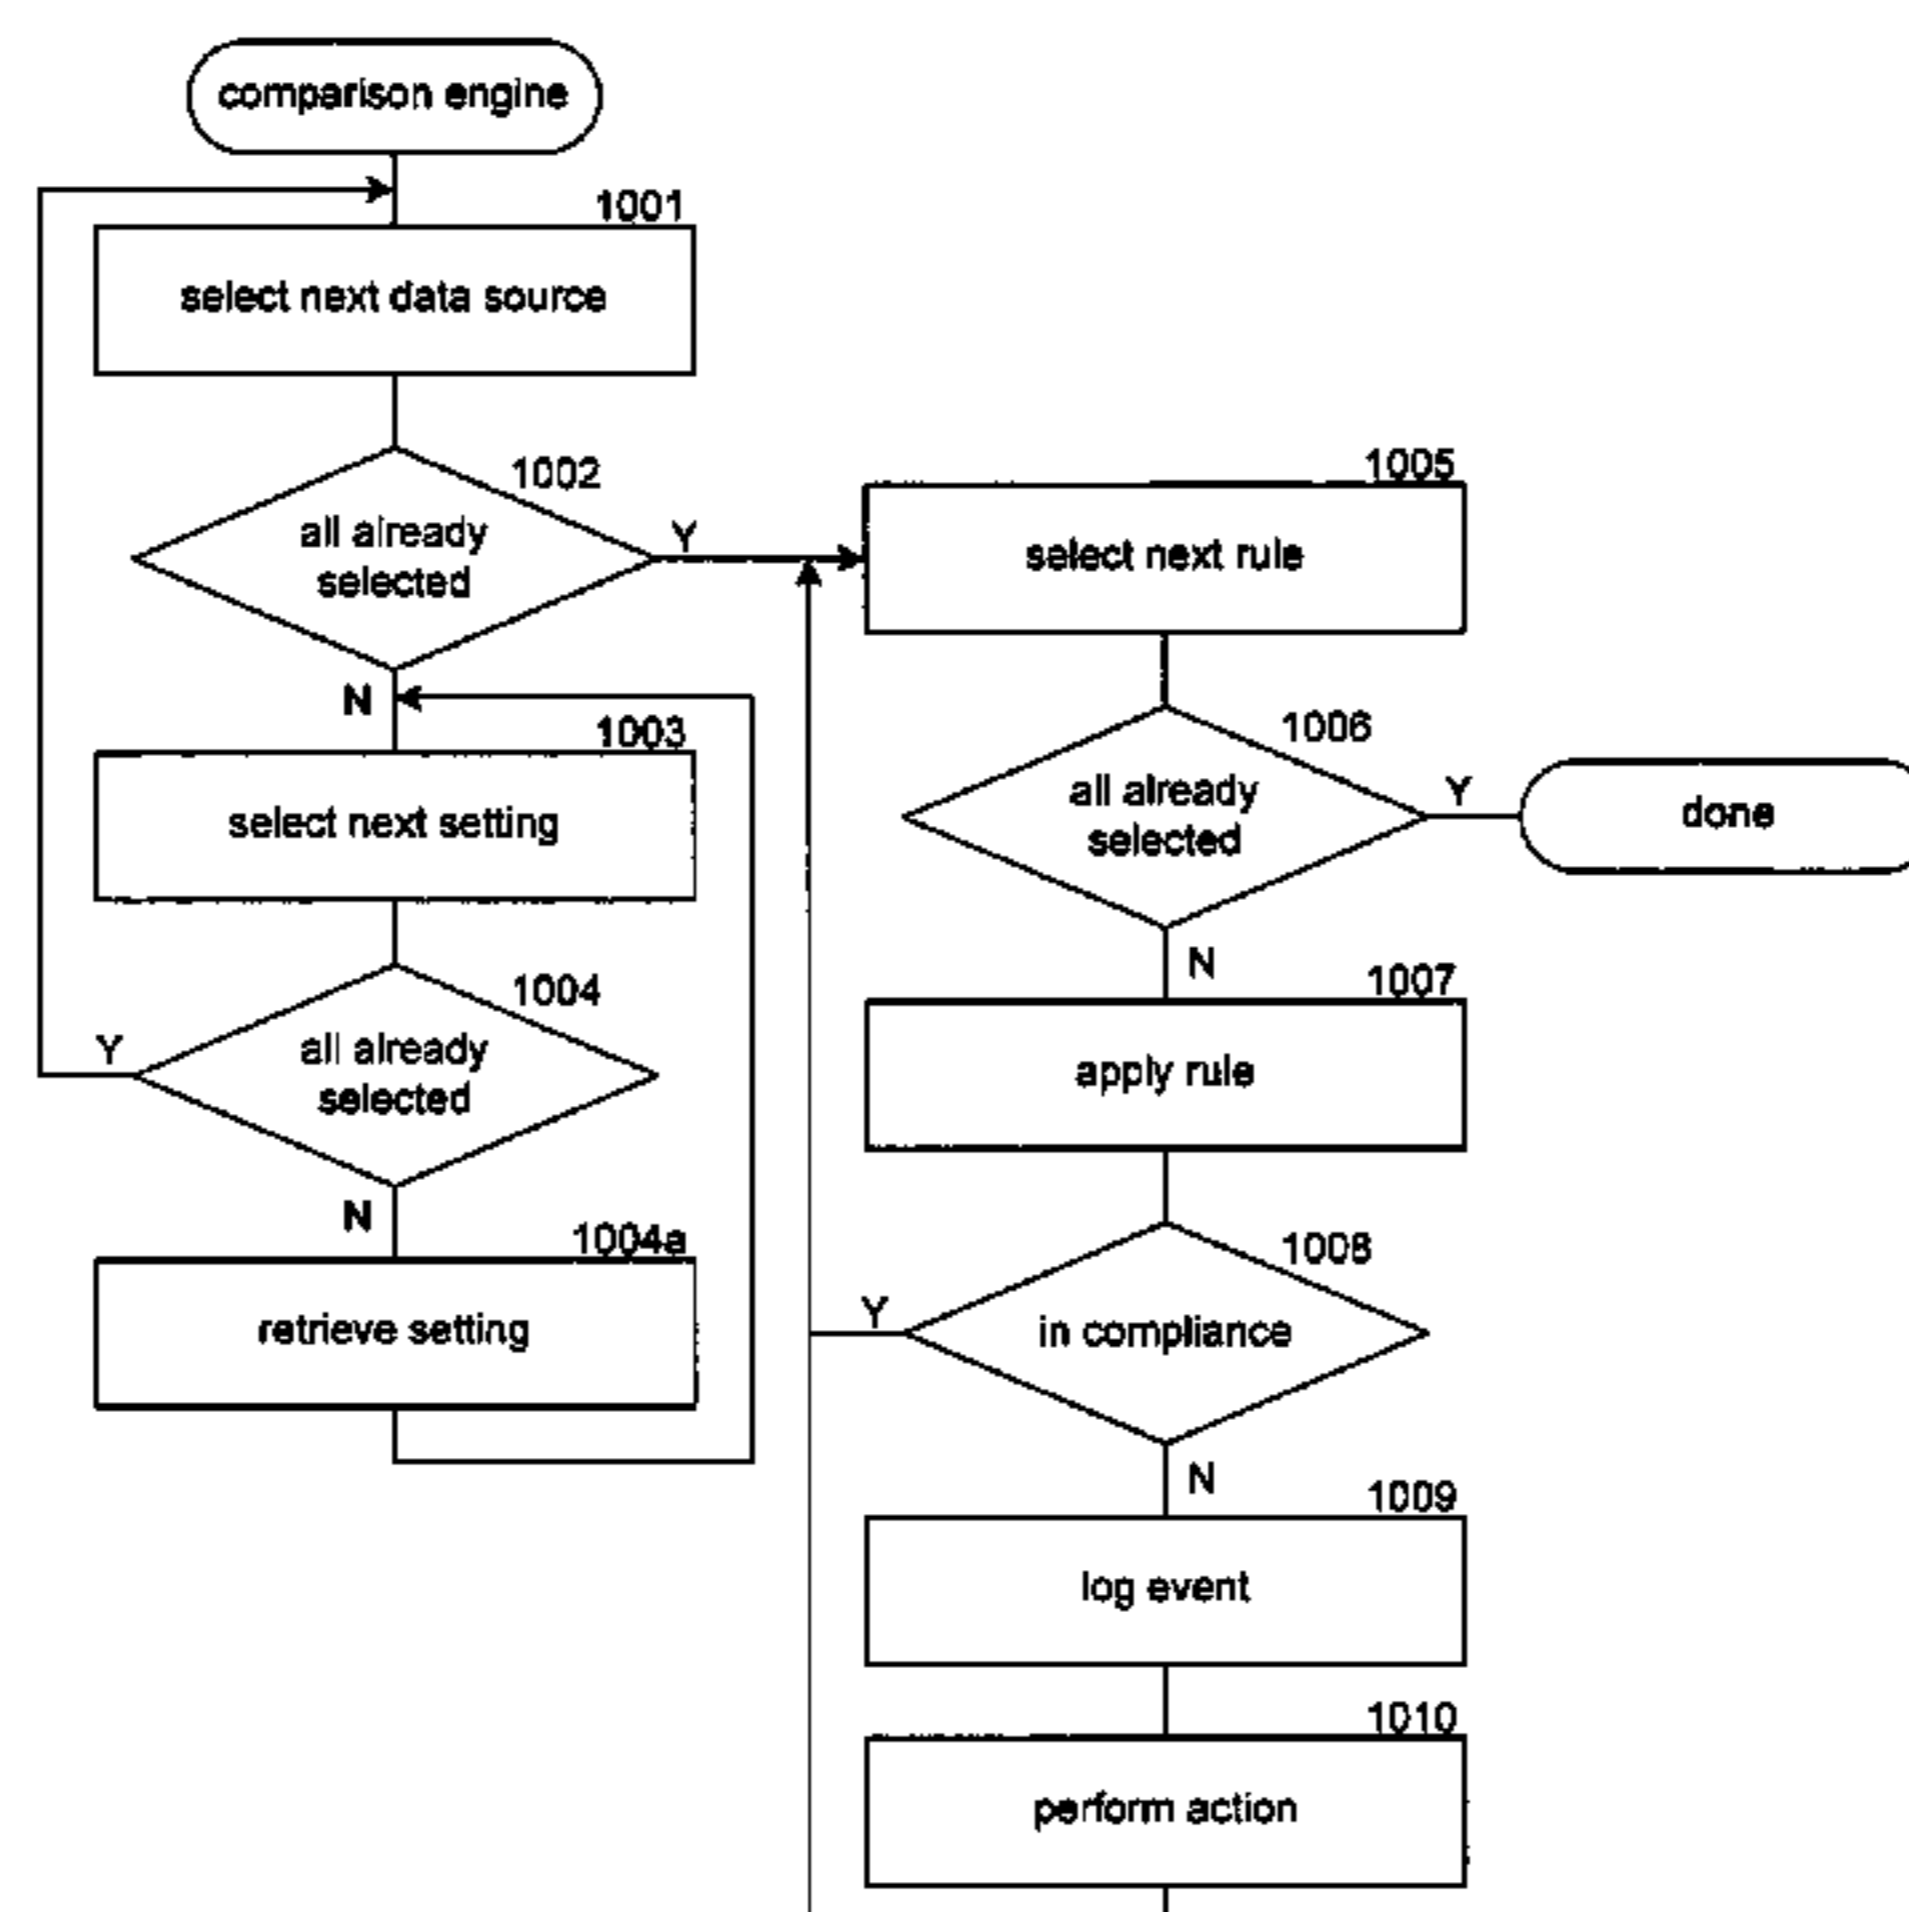 comparison engine
1001
select next data source
1002
all already
selected
Y
N
1003
select next setting
1004
all already
selected
Y
N
1004a
retrieve setting
1005
select next rule
1006
all already
selected
Y
done
N
1007
apply rule
1008
in compliance
Y
N
1009
log event
1010
perform action